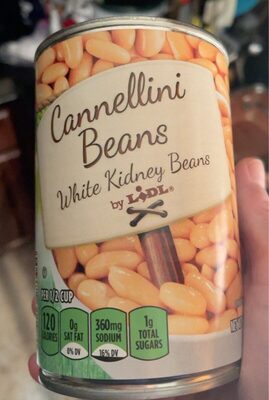 Cannellini
Beans
White Kidney Beans
by LIDL®
PER 1/2 CUP
120
CALORIES
0g
SAT FAT
0% DV
360mg
SODIUM
16% DV
1g
TOTAL
SUGARS